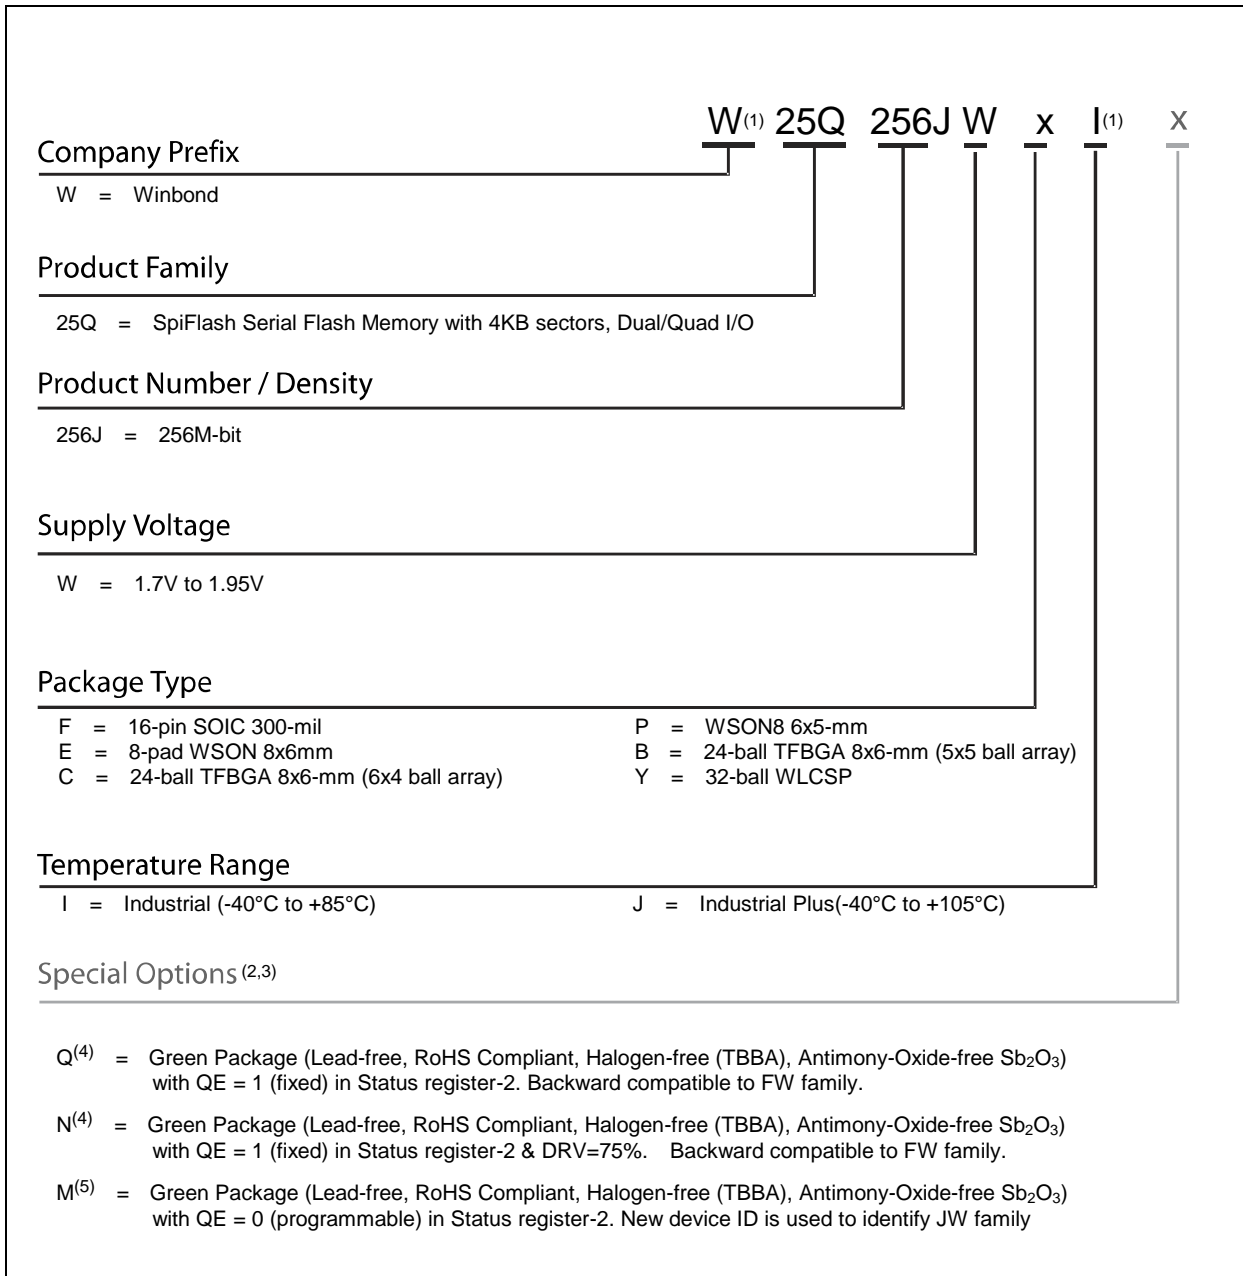 W(1) 25Q 256J W x I(1) x
Company Prefix
W = Winbond
Product Family
25Q = SpiFlash Serial Flash Memory with 4KB sectors, Dual/Quad I/O
Product Number / Density
256J = 256M-bit
Supply Voltage
W = 1.7V to 1.95V
Package Type
F = 16-pin SOIC 300-mil P = WSON8 6x5-mm
E = 8-pad WSON 8x6mm B = 24-ball TFBGA 8x6-mm (5x5 ball array)
C = 24-ball TFBGA 8x6-mm (6x4 ball array) Y = 32-ball WLCSP
Temperature Range
I = Industrial (-40°C to +85°C) J = Industrial Plus(-40°C to +105°C)
Special Options (2,3)
Q(4) = Green Package (Lead-free, RoHS Compliant, Halogen-free (TBBA), Antimony-Oxide-free Sb2O3)
with QE = 1 (fixed) in Status register-2. Backward compatible to FW family.
N(4) = Green Package (Lead-free, RoHS Compliant, Halogen-free (TBBA), Antimony-Oxide-free Sb2O3)
with QE = 1 (fixed) in Status register-2 & DRV=75%. Backward compatible to FW family.
M(5) = Green Package (Lead-free, RoHS Compliant, Halogen-free (TBBA), Antimony-Oxide-free Sb2O3)
with QE = 0 (programmable) in Status register-2. New device ID is used to identify JW family